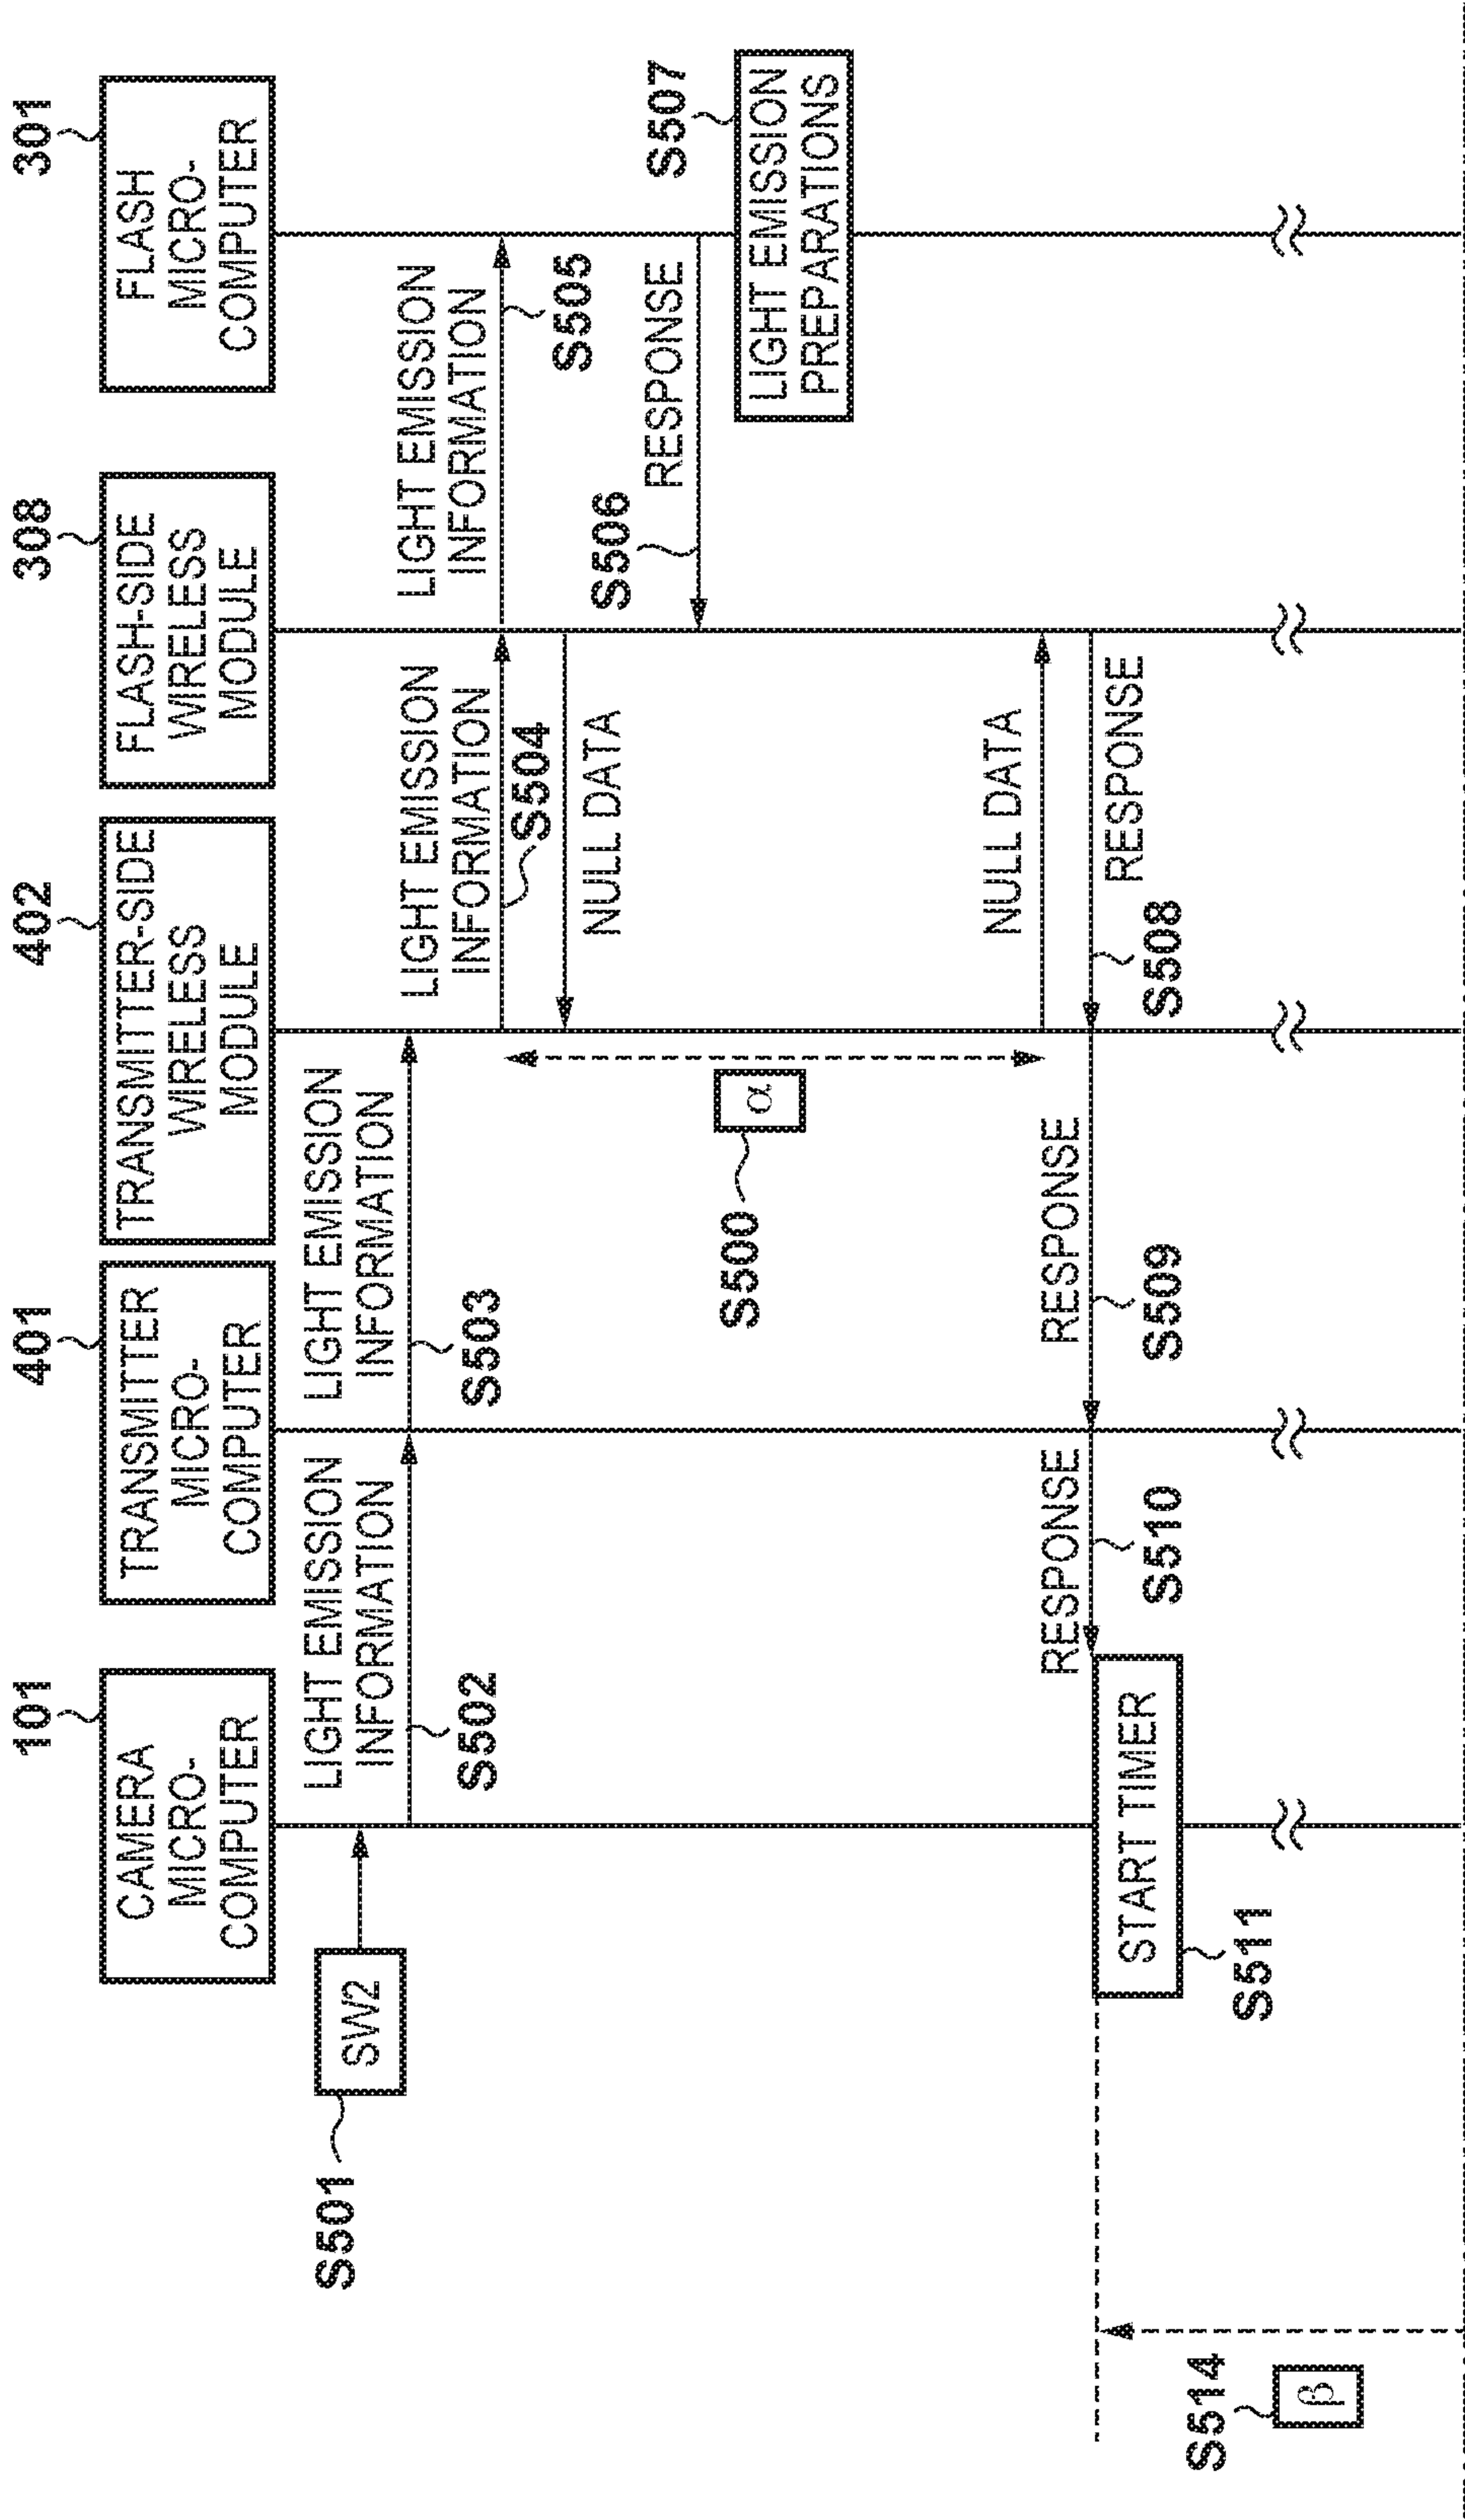 101
CAMERA
MICRO-
COMPUTER
401
TRANSMITTER
MICRO-
COMPUTER
402
TRANSMITTER-SIDE
WIRELESS
MODULE
308
FLASH-SIDE
WIRELESS
MODULE
301
FLASH
MICRO-
COMPUTER
S501
SW2
LIGHT EMISSION
INFORMATION
S502
LIGHT EMISSION
INFORMATION
S503
LIGHT EMISSION
INFORMATION
S504
LIGHT EMISSION
INFORMATION
S505
NULL DATA
RESPONSE
S506
S507
LIGHT EMISSION
PREPARATIONS
S500
α
NULL DATA
RESPONSE
S508
RESPONSE
S509
RESPONSE
S510
START TIMER
S511
S514
β